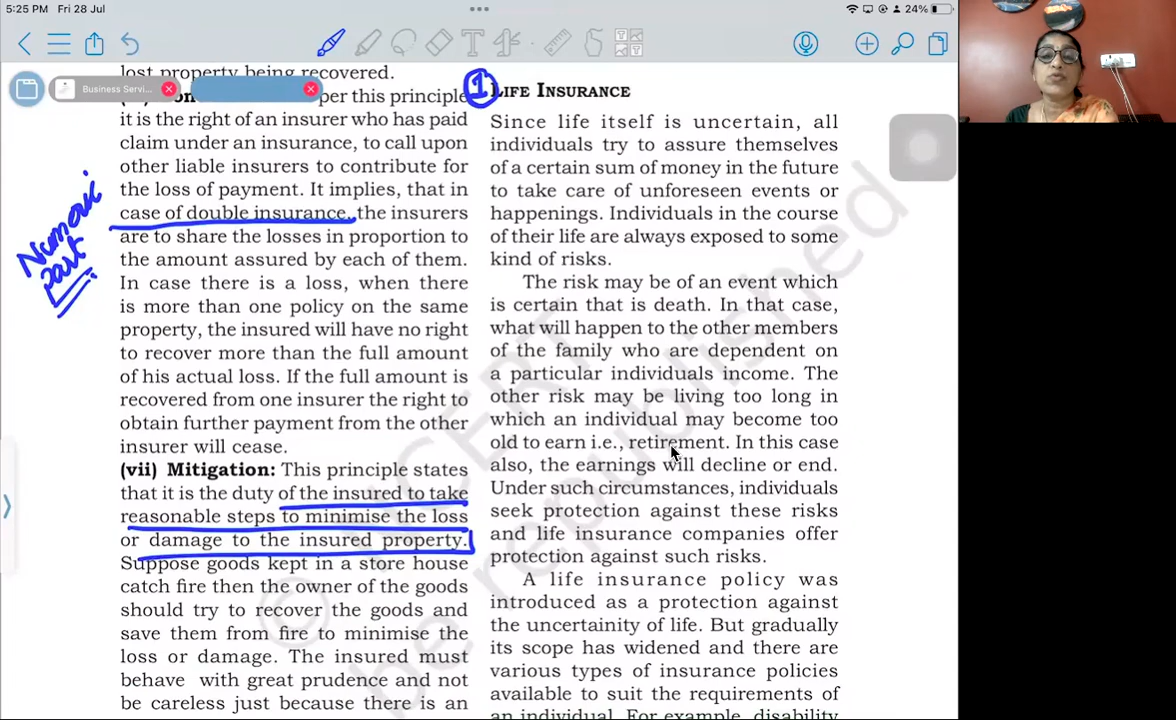 5:25 PM Fri 28 Jul
24%
Business Servi...
lost property being recovered.
per this principle
it is the right of an insurer who has paid
claim under an insurance, to call upon
other liable insurers to contribute for
the loss of payment. It implies, that in
case of double insurance, the insurers
are to share the losses in proportion to
the amount assured by each of them.
In case there is a loss, when there
is more than one policy on the same
property, the insured will have no right
to recover more than the full amount
of his actual loss. If the full amount is
recovered from one insurer the right to
obtain further payment from the other
insurer will cease.
(vii) Mitigation: This principle states
that it is the duty of the insured to take
reasonable steps to minimise the loss
or damage to the insured property.
Suppose goods kept in a store house
catch fire then the owner of the goods
should try to recover the goods and
save them from fire to minimise the
loss or damage. The insured must
behave with great prudence and not
be careless just because there is an
Numeric
part
1
LIFE INSURANCE
Since life itself is uncertain, all
individuals try to assure themselves
of a certain sum of money in the future
to take care of unforeseen events or
happenings. Individuals in the course
of their life are always exposed to some
kind of risks.
The risk may be of an event which
is certain that is death. In that case,
what will happen to the other members
of the family who are dependent on
a particular individuals income. The
other risk may be living too long in
which an individual may become too
old to earn i.e., retirement. In this case
also, the earnings will decline or end.
Under such circumstances, individuals
seek protection against these risks
and life insurance companies offer
protection against such risks.
A life insurance policy was
introduced as a protection against
the uncertainity of life. But gradually
its scope has widened and there are
various types of insurance policies
available to suit the requirements of
an individual. For example, disability
© NCERT
be republished